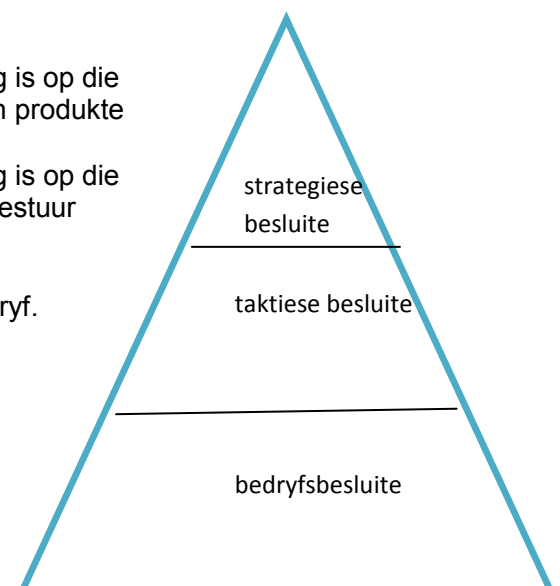 g is op die
n produkte
g is op die
estuur
ryf.
strategiese
besluite
taktiese besluite
bedryfsbesluite